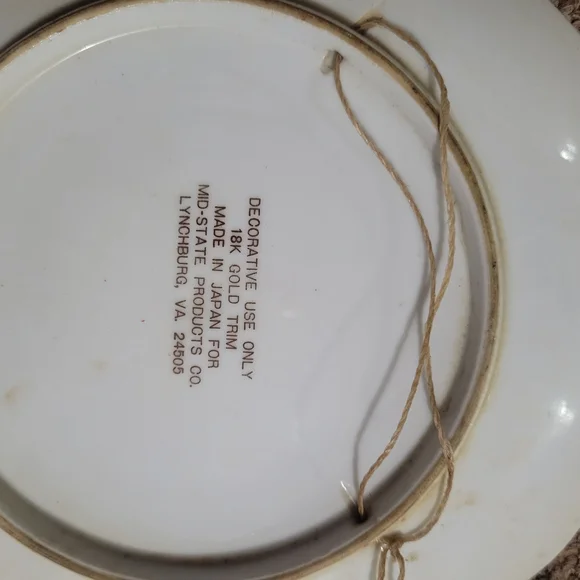 DECORATIVE USE ONLY
18K GOLD TRIM
MADE IN JAPAN FOR
MID-STATE PRODUCTS CO.
LYNCHBURG, VA. 24505